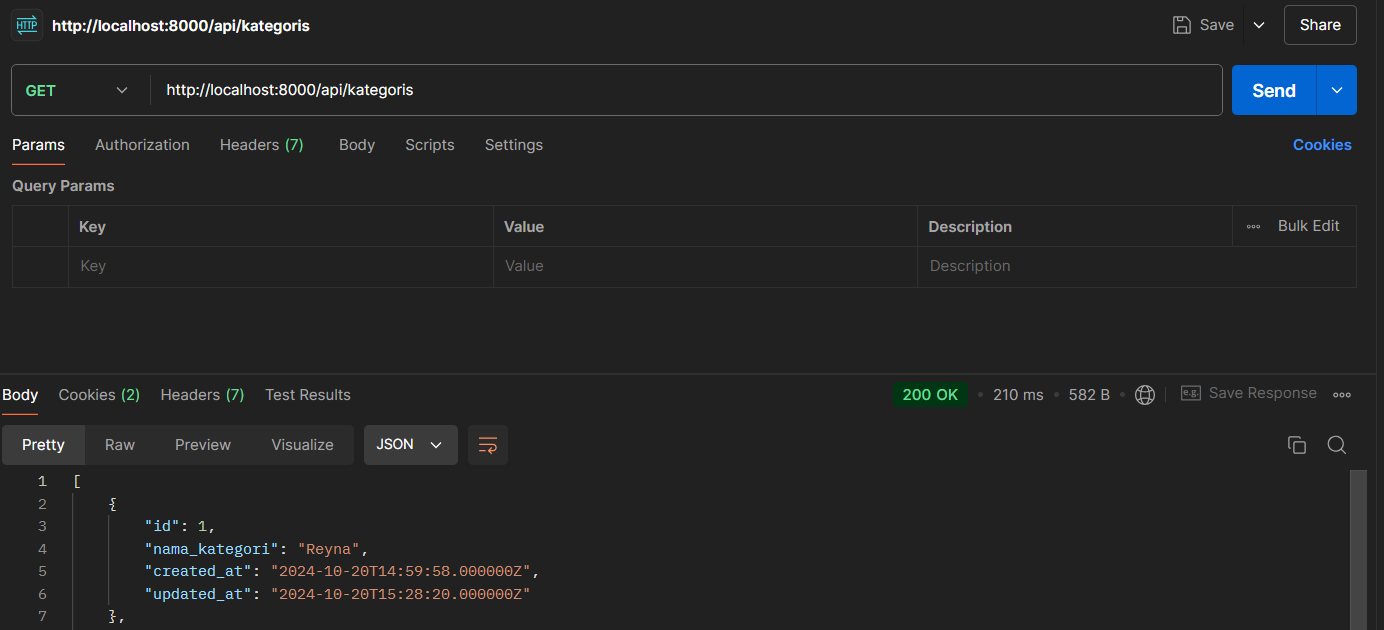 HTTP http://localhost:8000/api/kategoris Save Share
GET http://localhost:8000/api/kategoris Send
Params Authorization Headers (7) Body Scripts Settings Cookies
Query Params
Key Value Description Bulk Edit
Key Value Description
Body Cookies (2) Headers (7) Test Results 200 OK • 210 ms • 582 B • e.g. Save Response
Pretty Raw Preview Visualize JSON
1 [
2 {
3 "id": 1,
4 "nama_kategori": "Reyna",
5 "created_at": "2024-10-20T14:59:58.000000Z",
6 "updated_at": "2024-10-20T15:28:20.000000Z"
7 },